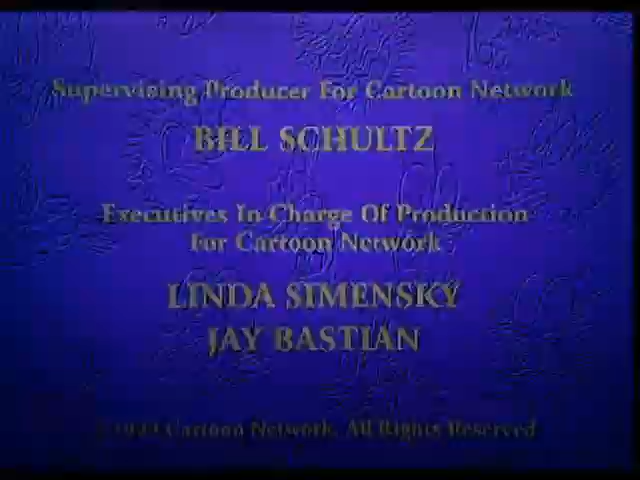 Supervising Producer For Cartoon Network
BILL SCHULTZ
Executives In Charge Of Production
For Cartoon Network
LINDA SIMENSKY
JAY BASTIAN
Cartoon Network. All Rights Reserved